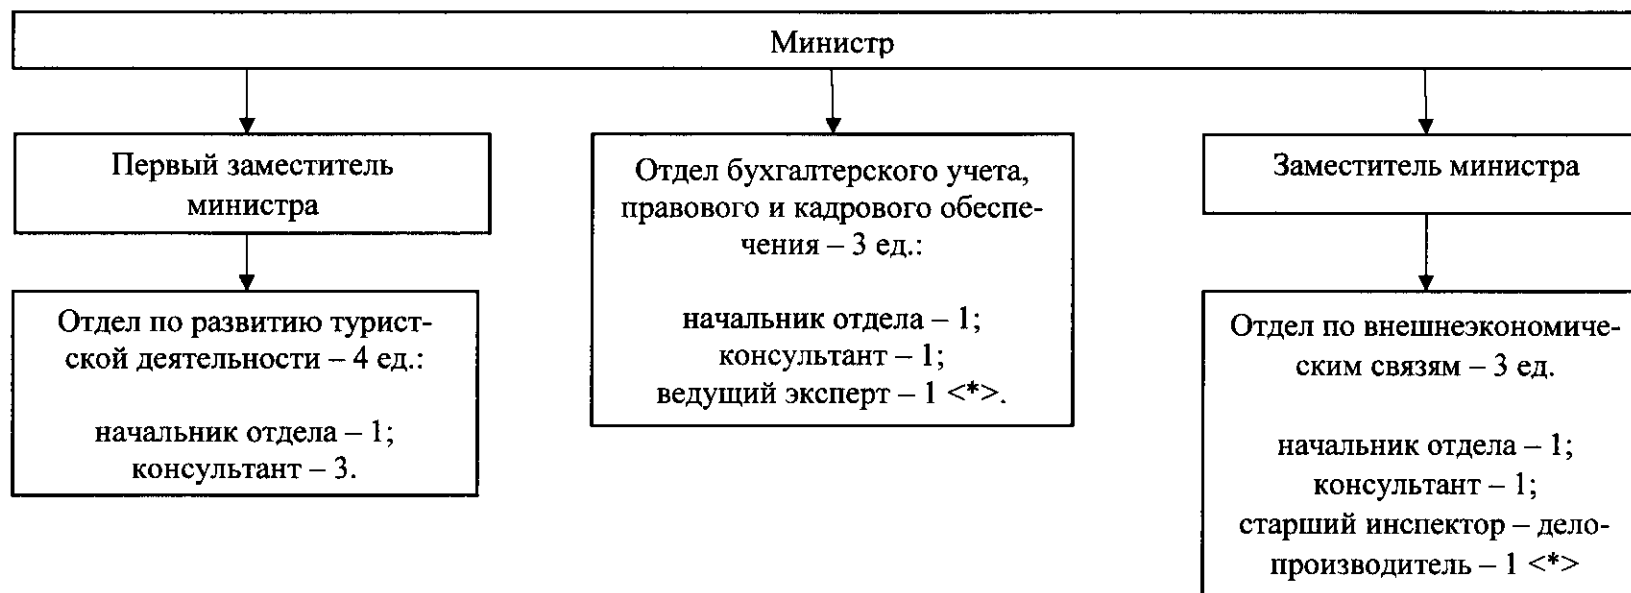 Министр
Первый заместитель
министра
Отдел по развитию турист-
ской деятельности – 4 ед.:
начальник отдела – 1;
консультант – 3.
Отдел бухгалтерского учета,
правового и кадрового обеспе-
чения – 3 ед.:
начальник отдела – 1;
консультант – 1;
ведущий эксперт – 1 <*>.
Заместитель министра
Отдел по внешнеэкономиче-
ским связям – 3 ед.
начальник отдела – 1;
консультант – 1;
старший инспектор – дело-
производитель – 1 <*>